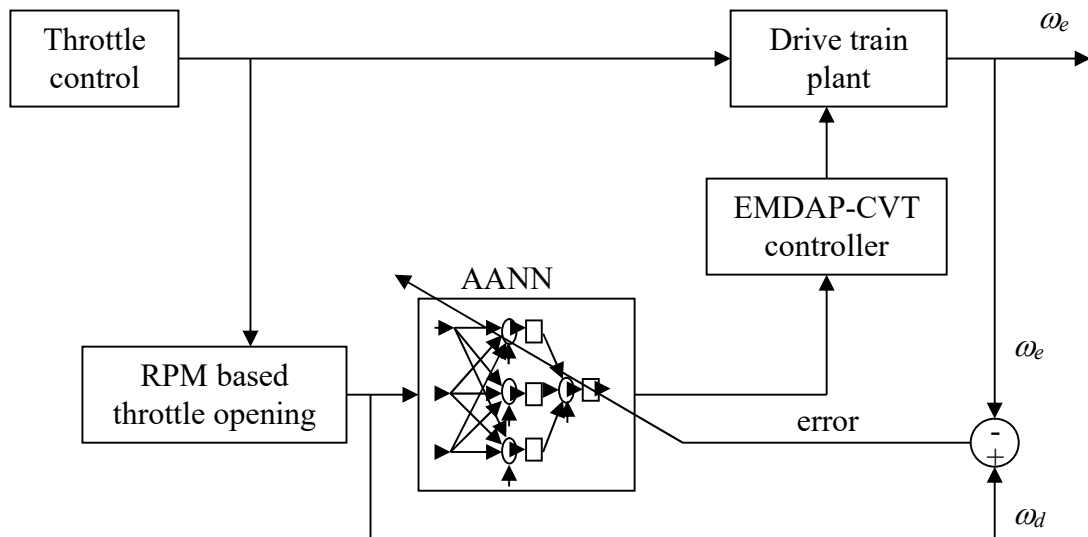 Throttle
control
Drive train
plant
ωe
EMDAP-CVT
controller
AANN
RPM based
throttle opening
ωe
error
-
+
ωd